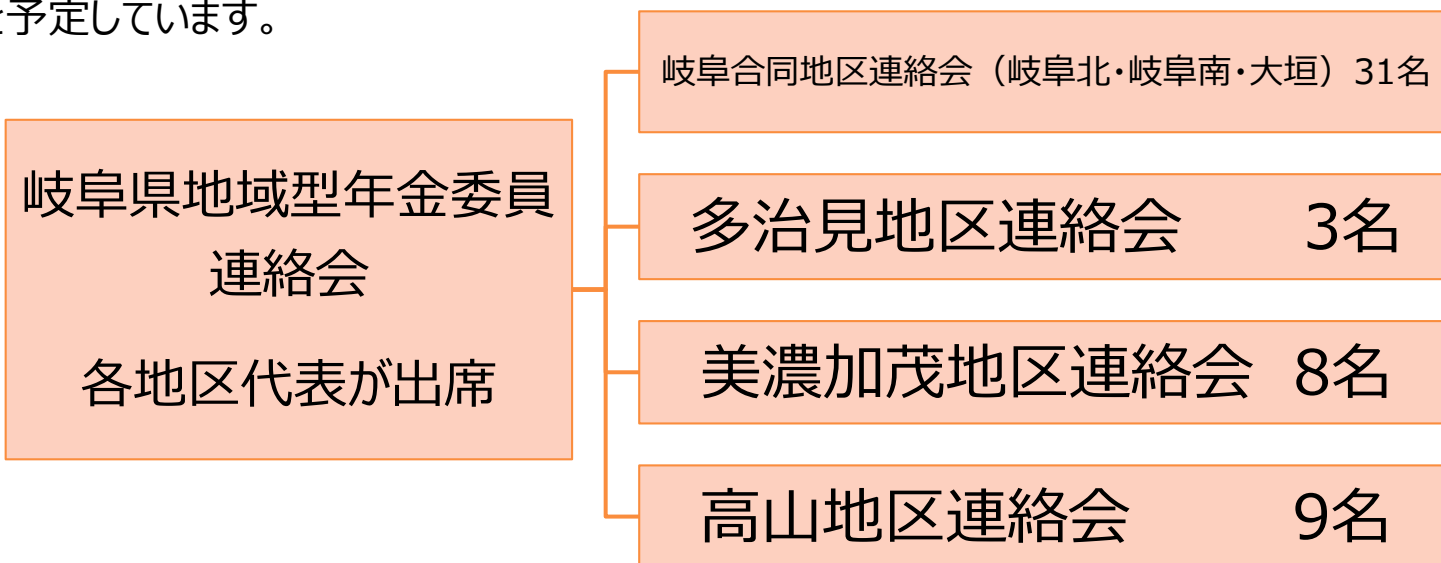 を予定しています。
岐阜合同地区連絡会（岐阜北・岐阜南・大垣）31名
岐阜県地域型年金委員
連絡会
各地区代表が出席
多治見地区連絡会　　3名
美濃加茂地区連絡会　8名
高山地区連絡会　　　9名